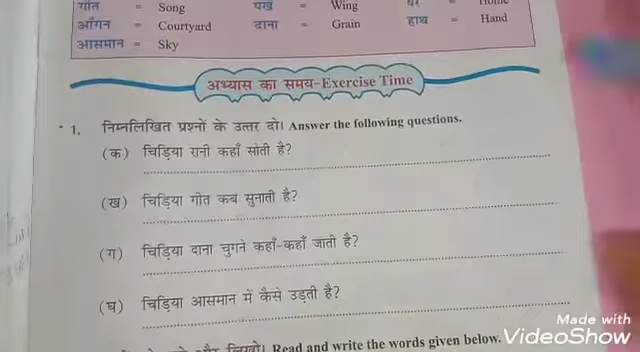 गीत = Song पंख = Wing घर = Home
आँगन = Courtyard दाना = Grain हाथ = Hand
आसमान = Sky
अभ्यास का समय-Exercise Time
1. निम्नलिखित प्रश्नों के उत्तर दो। Answer the following questions.
(क) चिड़िया रानी कहाँ सोती है?
(ख) चिड़िया गीत कब सुनाती है?
(ग) चिड़िया दाना चुगने कहाँ-कहाँ जाती है?
(घ) चिड़िया आसमान में कैसे उड़ती है?
और लिखो। Read and write the words given below.
Made with
VideoShow